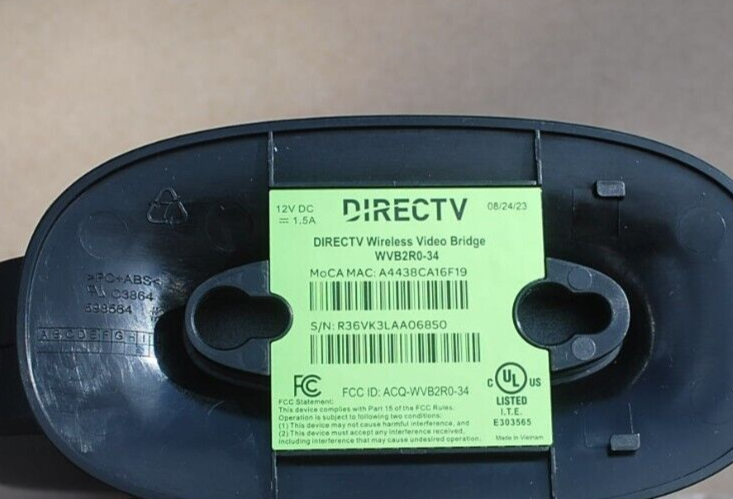 12V DC
⎓ 1.5A
DIRECTV
08/24/23
DIRECTV Wireless Video Bridge
WVB2R0-34
MoCA MAC: A4438CA16F19
S/N: R36VK3LAA06850
FC
FCC ID: ACQ-WVB2R0-34
FCC Statement:
This device complies with Part 15 of the FCC Rules.
Operation is subject to following two conditions:
(1) This device may not cause harmful interference, and
(2) This device must accept any interference received,
including interference that may cause undesired operation.
C UL US
LISTED
I.T.E.
E303565
Made in Vietnam
>PC+ABS<
C3864
A B C D E F G H I